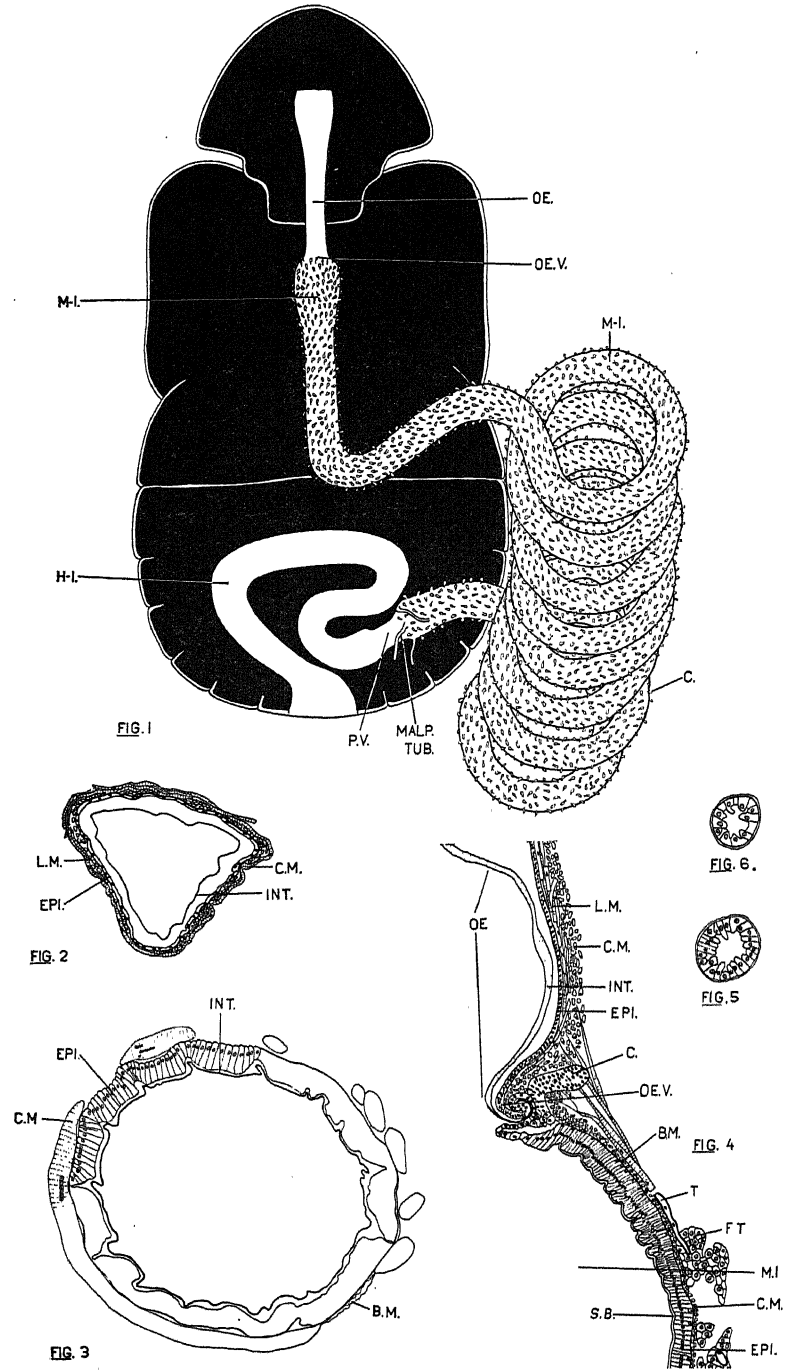 OE.
OE.V.
M-I.
M-I.
H-I.
C.
P.V.
MALP.
TUB.
FIG. 1
L.M.
C.M.
EPI.
INT.
FIG. 2
FIG. 6.
FIG. 5
INT.
EPI.
C.M
B.M.
FIG. 3
OE
L.M.
C.M.
INT.
EPI.
C.
OE.V.
B.M.
FIG. 4
T
F T
M.I
C.M.
S.B.
EPI.